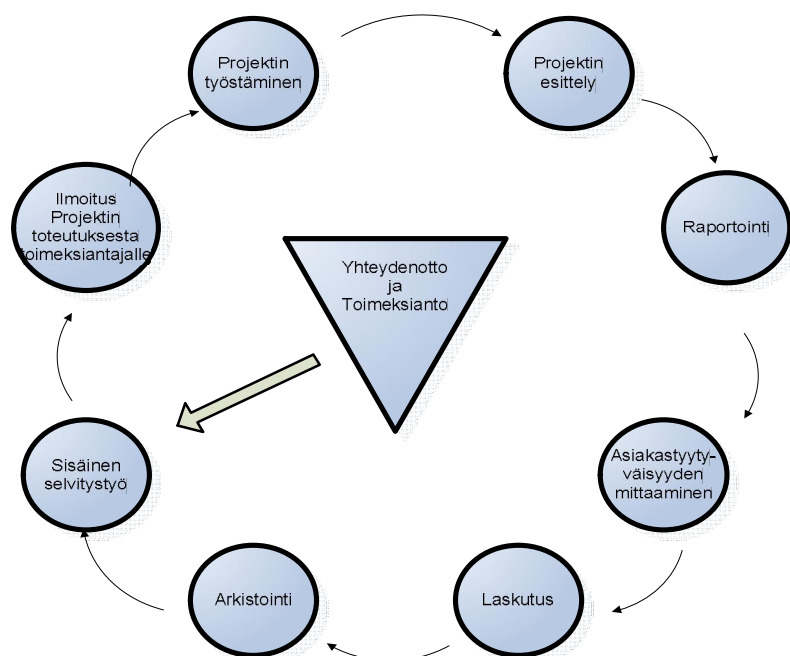 Projektin
työstäminen
Projektin
esittely
Ilmoitus
Projektin
toteutuksesta
toimeksiantajalle
Raportointi
Yhteydenotto
ja
Toimeksianto
Sisäinen
selvitystyö
Asiakastyyty-
väisyyden
mittaaminen
Arkistointi
Laskutus